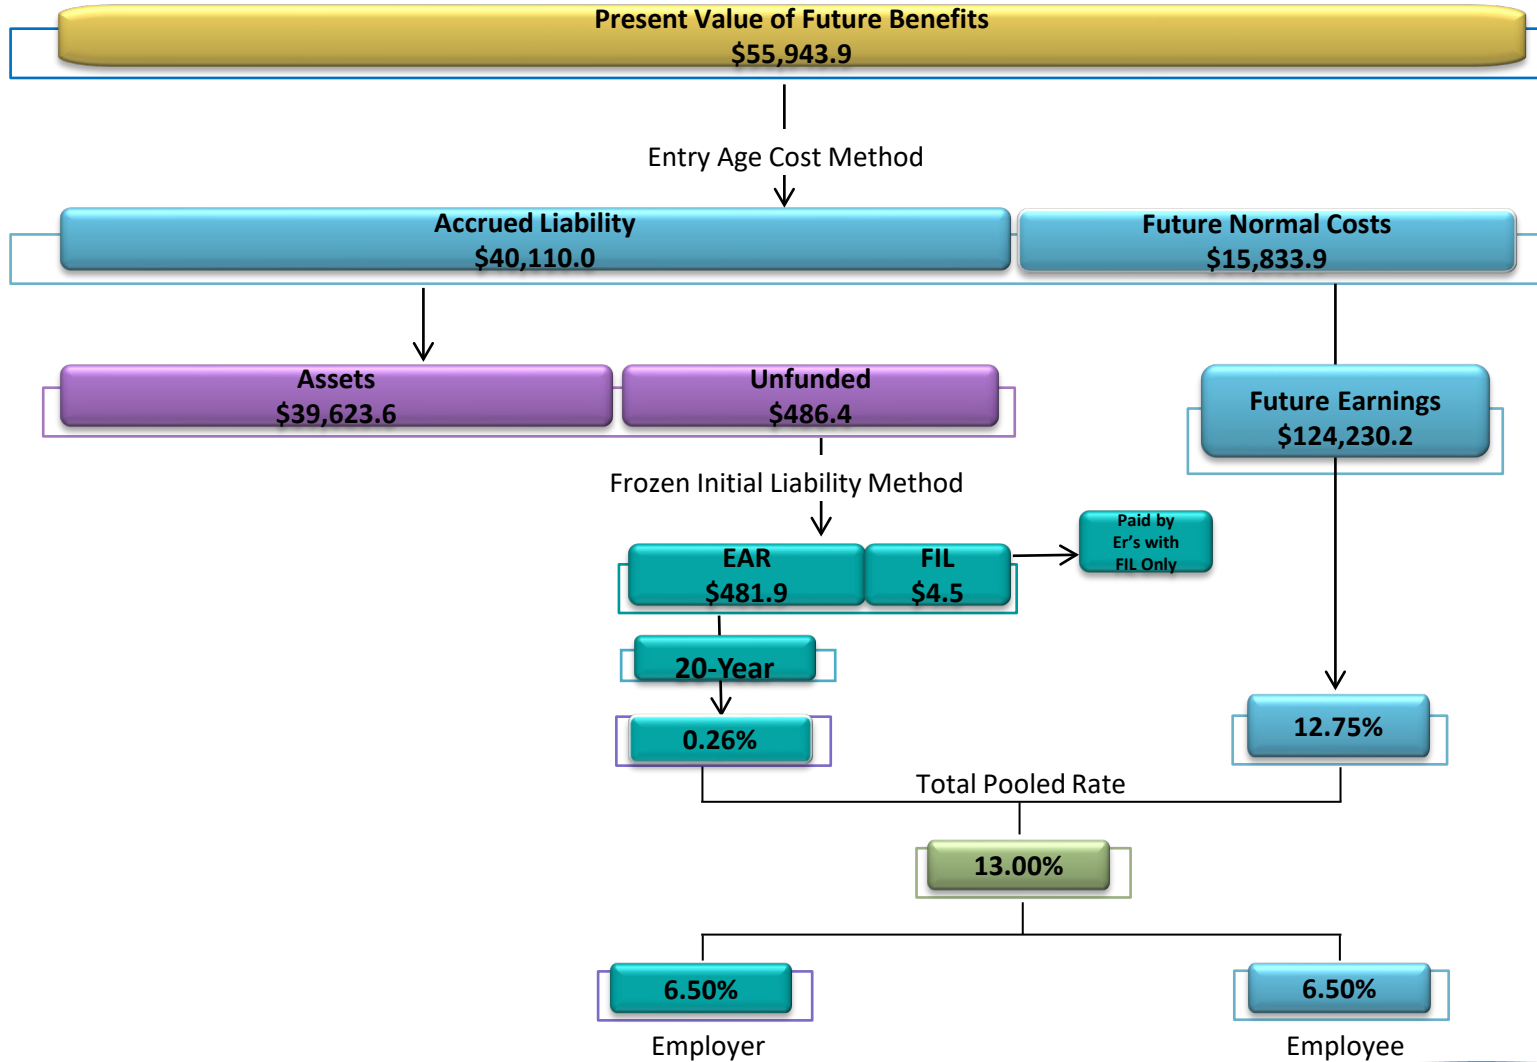 Present Value of Future Benefits
$55,943.9
Entry Age Cost Method
Accrued Liability
$40,110.0
Future Normal Costs
$15,833.9
Assets
$39,623.6
Unfunded
$486.4
Future Earnings
$124,230.2
Frozen Initial Liability Method
EAR
$481.9
FIL
$4.5
Paid by
Er's with
FIL Only
20-Year
0.26%
12.75%
Total Pooled Rate
13.00%
6.50%
Employer
6.50%
Employee